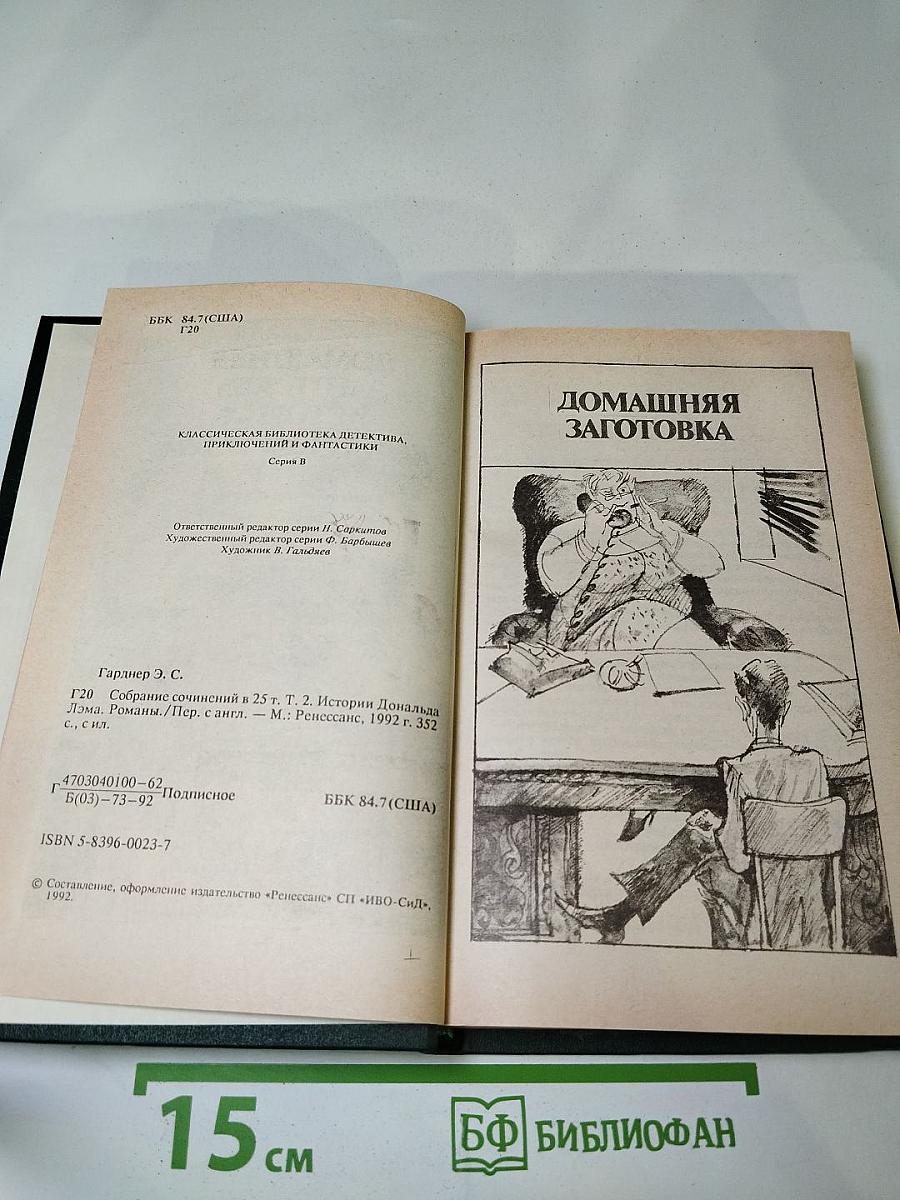 ББК 84.7(США)
Г20
КЛАССИЧЕСКАЯ БИБЛИОТЕКА ДЕТЕКТИВА,
ПРИКЛЮЧЕНИЙ И ФАНТАСТИКИ
Серия В
Ответственный редактор серии Н. Саркитов
Художественный редактор серии Ф. Барбышев
Художник В. Гальдяев
Гарднер Э. С.
Г20 Собрание сочинений в 25 т. Т. 2. Истории Дональда
Лэма. Романы./Пер. с англ. — М.: Ренессанс, 1992 г. 352
с., с ил.
Г 4703040100—62
Б(03)—73—92 Подписное
ББК 84.7(США)
ISBN 5-8396-0023-7
© Составление, оформление издательство «Ренессанс» СП «ИВО-СиД»,
1992.
ДОМАШНЯЯ
ЗАГОТОВКА
15 см
БФ БИБЛИОФАН